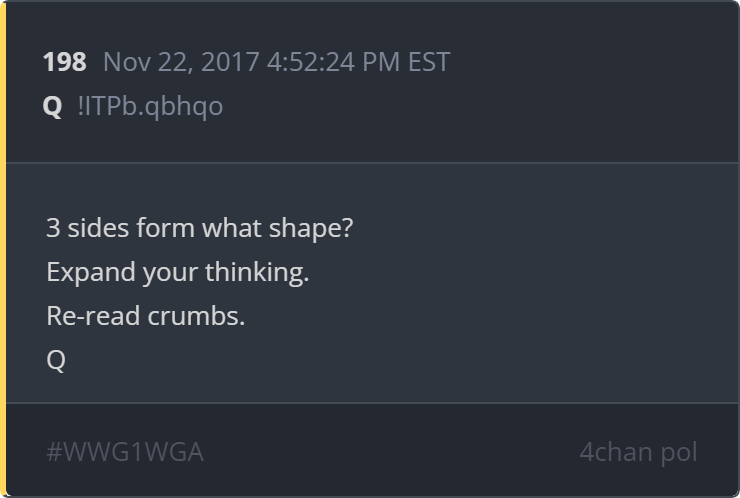 198 Nov 22, 2017 4:52:24 PM EST
Q !ITPb.qbhqo
3 sides form what shape?
Expand your thinking.
Re-read crumbs.
Q
#WWG1WGA 4chan pol